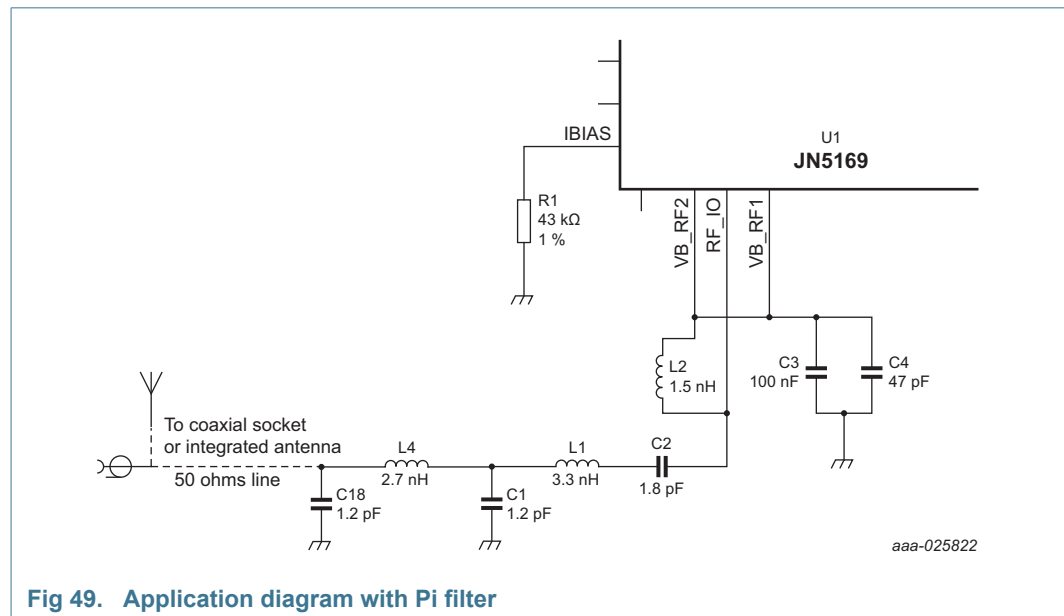 IBIAS
U1
JN5169
R1
43 kΩ
1 %
VB_RF2
RF_IO
VB_RF1
L2
1.5 nH
C3
100 nF
C4
47 pF
To coaxial socket
or integrated antenna
50 ohms line
L4
2.7 nH
L1
3.3 nH
C2
1.8 pF
C18
1.2 pF
C1
1.2 pF
aaa-025822
Fig 49. Application diagram with Pi filter